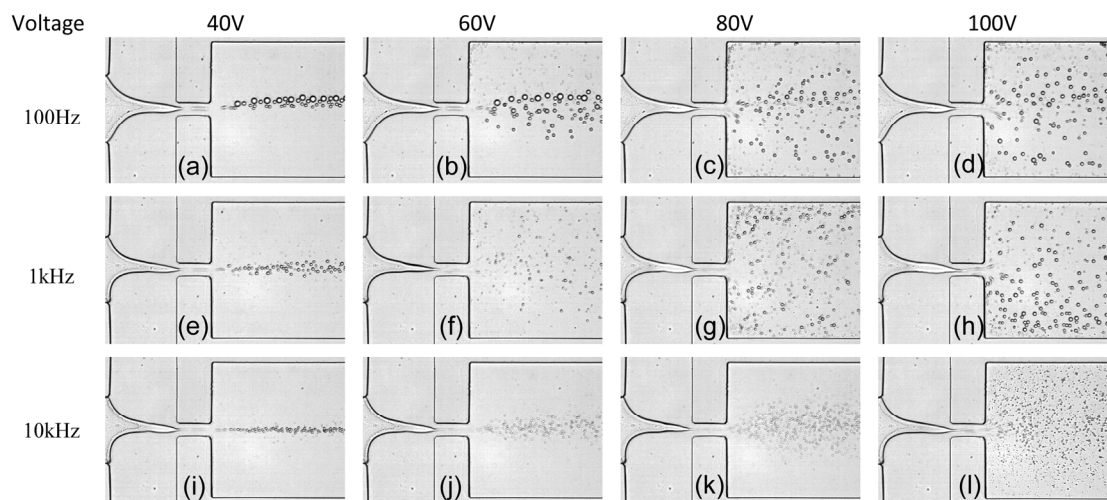 Voltage 40V 60V 80V 100V
100Hz (a) (b) (c) (d)
1kHz (e) (f) (g) (h)
10kHz (i) (j) (k) (l)